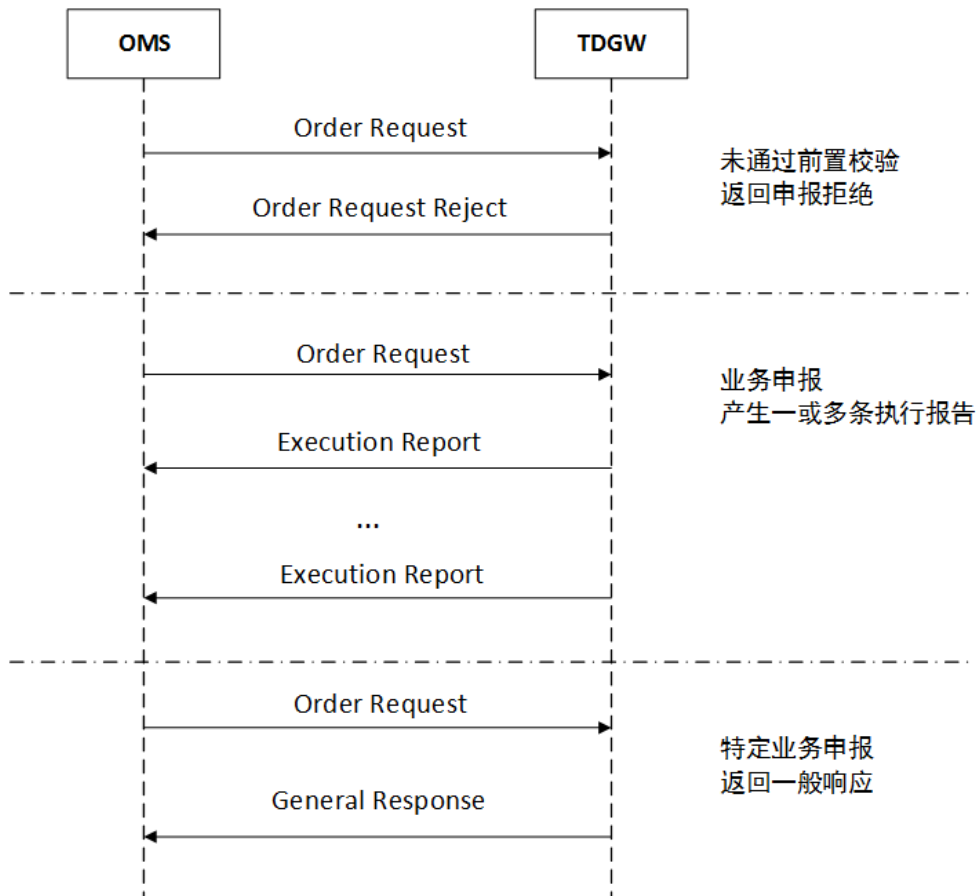 OMS
TDGW
Order Request
未通过前置校验
返回申报拒绝
Order Request Reject
Order Request
业务申报
产生一或多条执行报告
Execution Report
...
Execution Report
Order Request
特定业务申报
返回一般响应
General Response